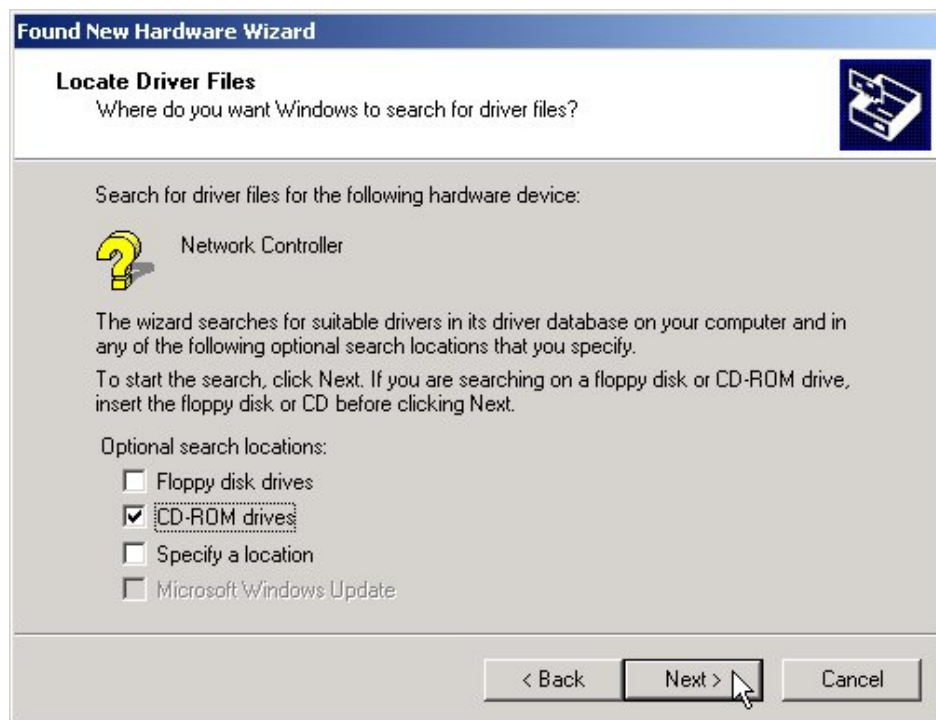 Found New Hardware Wizard
Locate Driver Files
Where do you want Windows to search for driver files?
Search for driver files for the following hardware device:
Network Controller
The wizard searches for suitable drivers in its driver database on your computer and in
any of the following optional search locations that you specify.
To start the search, click Next. If you are searching on a floppy disk or CD-ROM drive,
insert the floppy disk or CD before clicking Next.
Optional search locations:
Floppy disk drives
CD-ROM drives
Specify a location
Microsoft Windows Update
< Back Next > Cancel